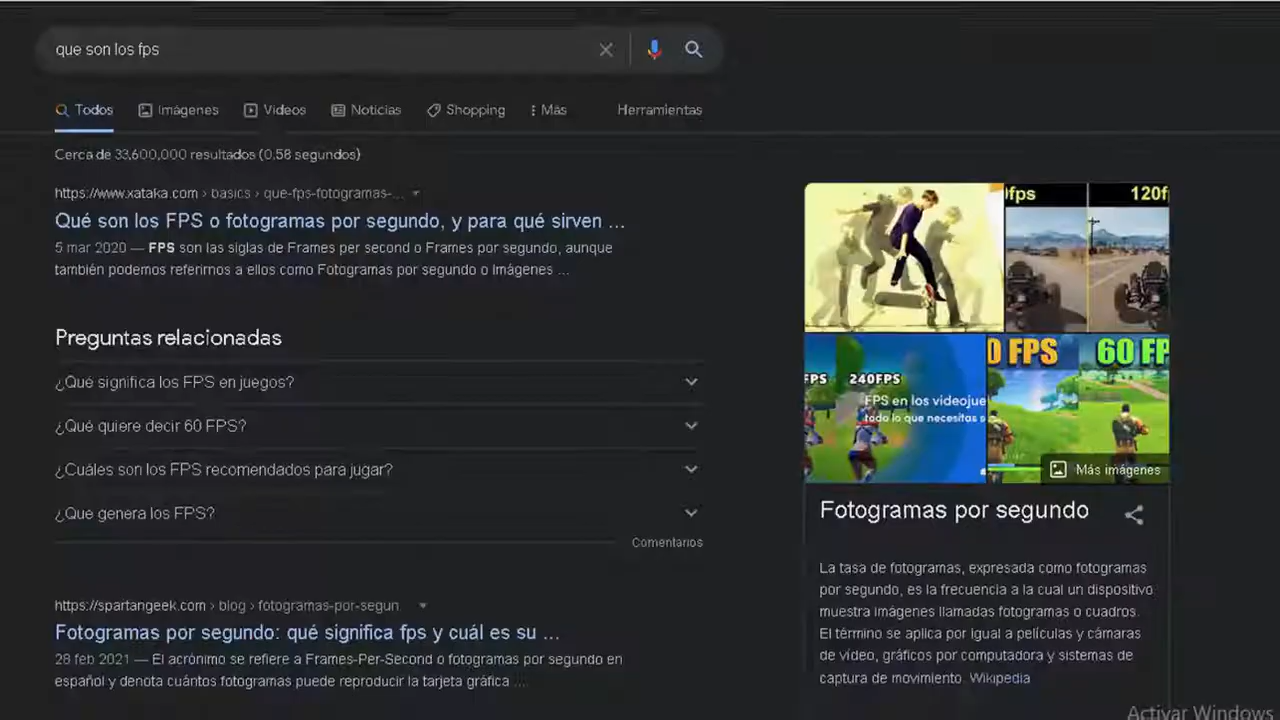 que son los fps
Todos Imágenes Videos Noticias Shopping Más Herramientas
Cerca de 33,600,000 resultados (0.58 segundos)
https://www.xataka.com › basics › que-fps-fotogramas-...
Qué son los FPS o fotogramas por segundo, y para qué sirven ...
5 mar 2020 — FPS son las siglas de Frames per second o Frames por segundo, aunque
también podemos referirnos a ellos como Fotogramas por segundo o Imágenes ...
Preguntas relacionadas
¿Qué significa los FPS en juegos?
¿Qué quiere decir 60 FPS?
¿Cuáles son los FPS recomendados para jugar?
¿Que genera los FPS?
Comentarios
https://spartangeek.com › blog › fotogramas-por-segun
Fotogramas por segundo: qué significa fps y cuál es su ...
28 feb 2021 — El acrónimo se refiere a Frames-Per-Second o fotogramas por segundo en
español y denota cuántos fotogramas puede reproducir la tarjeta gráfica ...
fps 120f
FPS 240FPS
FPS en los videojue
todo lo que necesitas s
0 FPS 60 FP
Más imágenes
Fotogramas por segundo
La tasa de fotogramas, expresada como fotogramas
por segundo, es la frecuencia a la cual un dispositivo
muestra imágenes llamadas fotogramas o cuadros.
El término se aplica por igual a películas y cámaras
de vídeo, gráficos por computadora y sistemas de
captura de movimiento. Wikipedia
Activar Windows